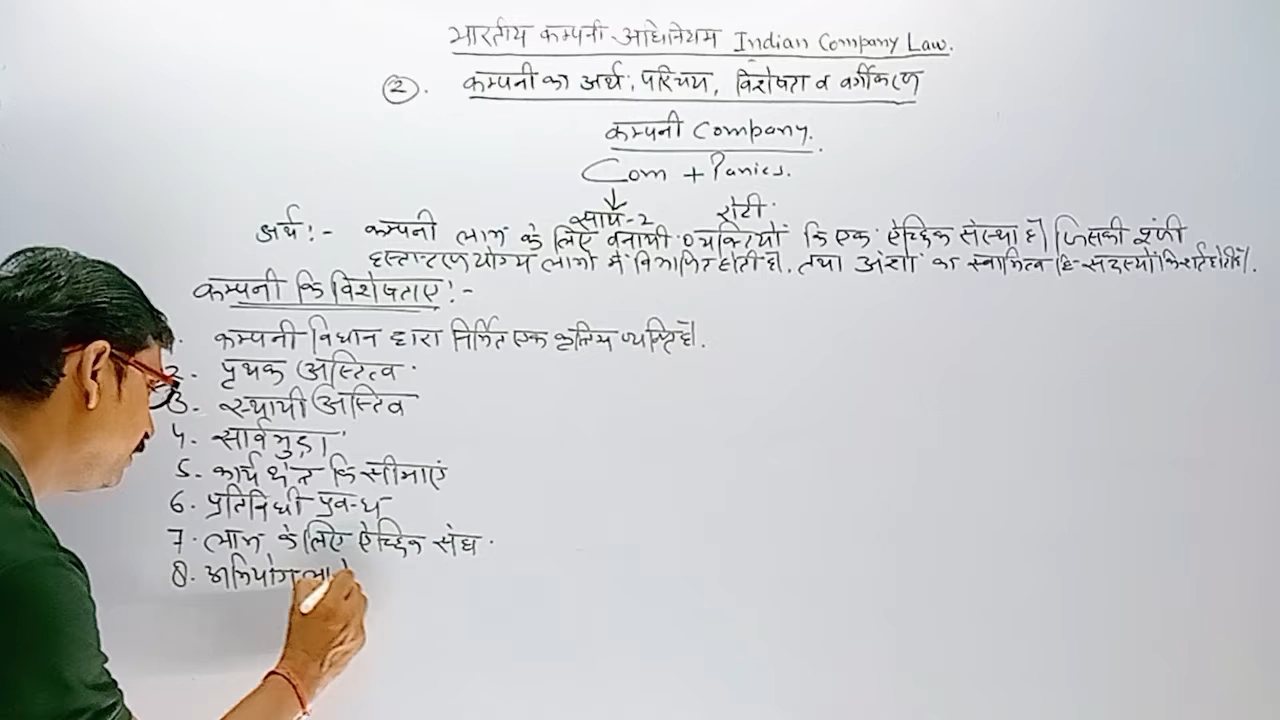 भारतीय कम्पनी अधिनियम Indian Company Law.
2. कम्पनी का अर्थ, परिचय, विशेषता व वर्गीकरण
कम्पनी Company.
Com + Panies.
साथ-2 रोटी.
अर्थ:- कम्पनी लाभ के लिए बनायी व्यक्तियों कि एक ऐच्छिक संस्था है। जिसकी पूंजी
हस्तान्तरण योग्य में विभाजित होती है. तथा अंशो का स्वामित्व हि सदस्यो कि शर्त होती है.
कम्पनी कि विशेषताए:-
कम्पनी विधान द्वारा निर्मित एक कृत्रिम व्यक्ति है.
2. पृथक अस्तित्व.
3. स्थायी अस्तिव
4. सार्वमुद्रा
5. कार्य क्षेत्र कि सीमाएं
6. प्रतिनिधी प्रबन्ध
7. लाभ के लिए ऐच्छिक संघ.
8. अभियोग